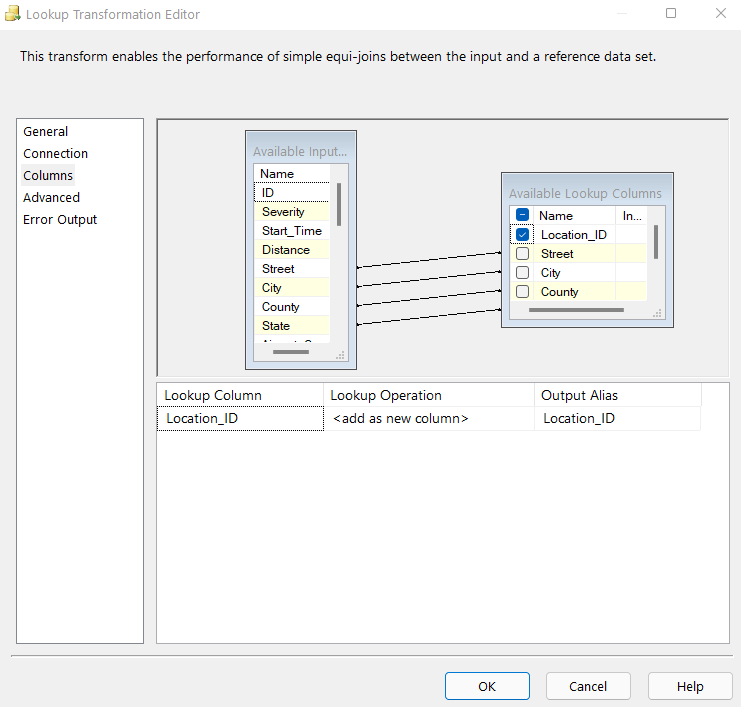 Lookup Transformation Editor
This transform enables the performance of simple equi-joins between the input and a reference data set.
General
Connection
Columns
Advanced
Error Output
Available Input...
Name
ID
Severity
Start_Time
Distance
Street
City
County
State
Available Lookup Columns
Name In...
Location_ID
Street
City
County
Lookup Column Lookup Operation Output Alias
Location_ID <add as new column> Location_ID
OK Cancel Help